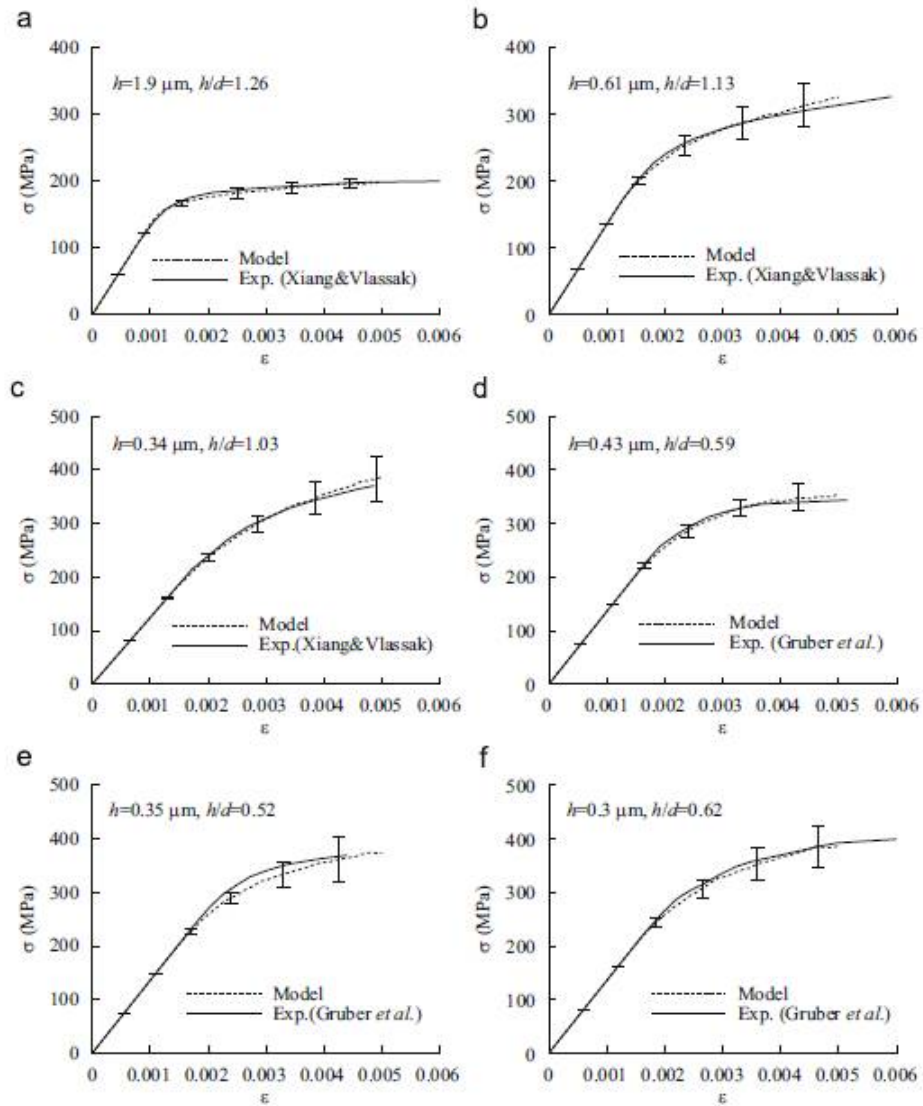 a
400
300
200
100
0
σ (MPa)
h=1.9 μm, h/d=1.26
Model
Exp. (Xiang&Vlassak)
0 0.001 0.002 0.003 0.004 0.005 0.006
ε
b
400
300
200
100
0
σ (MPa)
h=0.61 μm, h/d=1.13
Model
Exp. (Xiang&Vlassak)
0 0.001 0.002 0.003 0.004 0.005 0.006
ε
c
500
400
300
200
100
0
σ (MPa)
h=0.34 μm, h/d=1.03
Model
Exp.(Xiang&Vlassak)
0 0.001 0.002 0.003 0.004 0.005 0.006
ε
d
500
400
300
200
100
0
σ (MPa)
h=0.43 μm, h/d=0.59
Model
Exp. (Gruber et al.)
0 0.001 0.002 0.003 0.004 0.005 0.006
ε
e
500
400
300
200
100
0
σ (MPa)
h=0.35 μm, h/d=0.52
Model
Exp.(Gruber et al.)
0 0.001 0.002 0.003 0.004 0.005 0.006
ε
f
500
400
300
200
100
0
σ (MPa)
h=0.3 μm, h/d=0.62
Model
Exp. (Gruber et al.)
0 0.001 0.002 0.003 0.004 0.005 0.006
ε